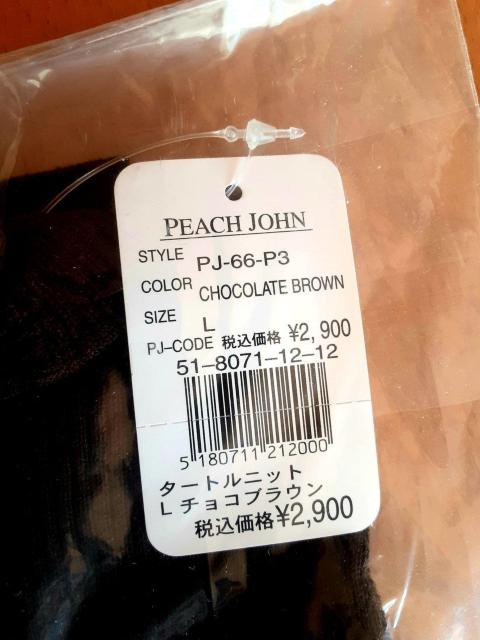 PEACH JOHN
STYLE PJ-66-P3
COLOR CHOCOLATE BROWN
SIZE L
PJ-CODE 税込価格 ¥2,900
51-8071-12-12
5 180711 212000
タートルニット
L チョコブラウン
税込価格¥2,900